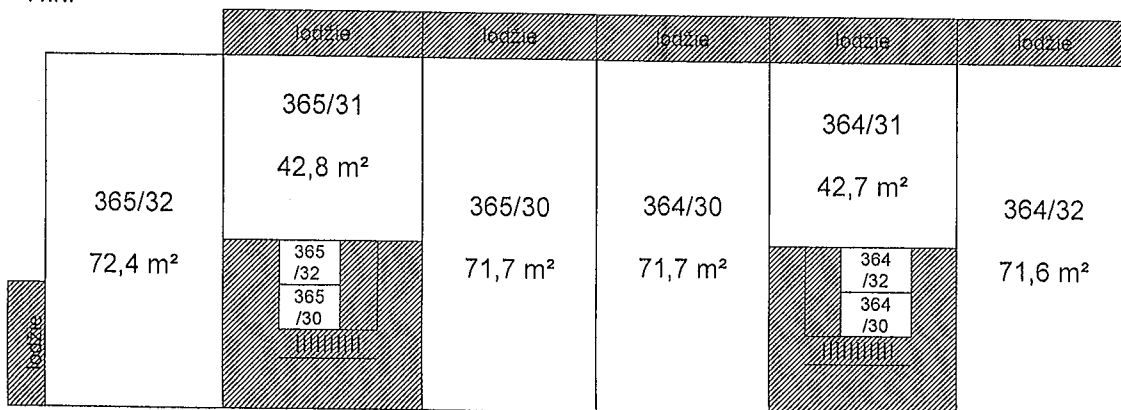 lodžie
lodžie
lodžie
lodžie
lodžie
365/31
42,8 m²
364/31
42,7 m²
365/32
72,4 m²
365/30
71,7 m²
364/30
71,7 m²
364/32
71,6 m²
365
/32
365
/30
364
/32
364
/30
lodžie